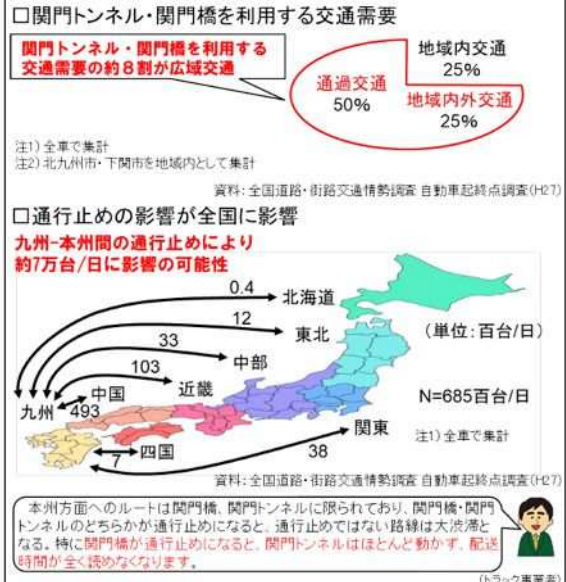 □関門トンネル・関門橋を利用する交通需要
関門トンネル・関門橋を利用する
交通需要の約8割が広域交通
地域内交通
25%
通過交通
50%
地域内外交通
25%
注1) 全車で集計
注2) 北九州市・下関市を地域内として集計
資料: 全国道路・街路交通情勢調査 自動車起終点調査(H27)
□通行止めの影響が全国に影響
九州-本州間の通行止めにより
約7万台/日に影響の可能性
0.4
北海道
12
東北
(単位: 百台/日)
33
中部
103
近畿
中国
九州
493
N=685百台/日
関東
注1) 全車で集計
四国
7
38
資料: 全国道路・街路交通情勢調査 自動車起終点調査(H27)
本州方面へのルートは関門橋、関門トンネルに限られており、関門橋・関門
トンネルのどちらかが通行止めになると、通行止めではない路線は大渋滞と
なる。特に関門橋が通行止めになると、関門トンネルはほとんど動かず、配送
時間が全く読めなくなります。
(トラック事業者)